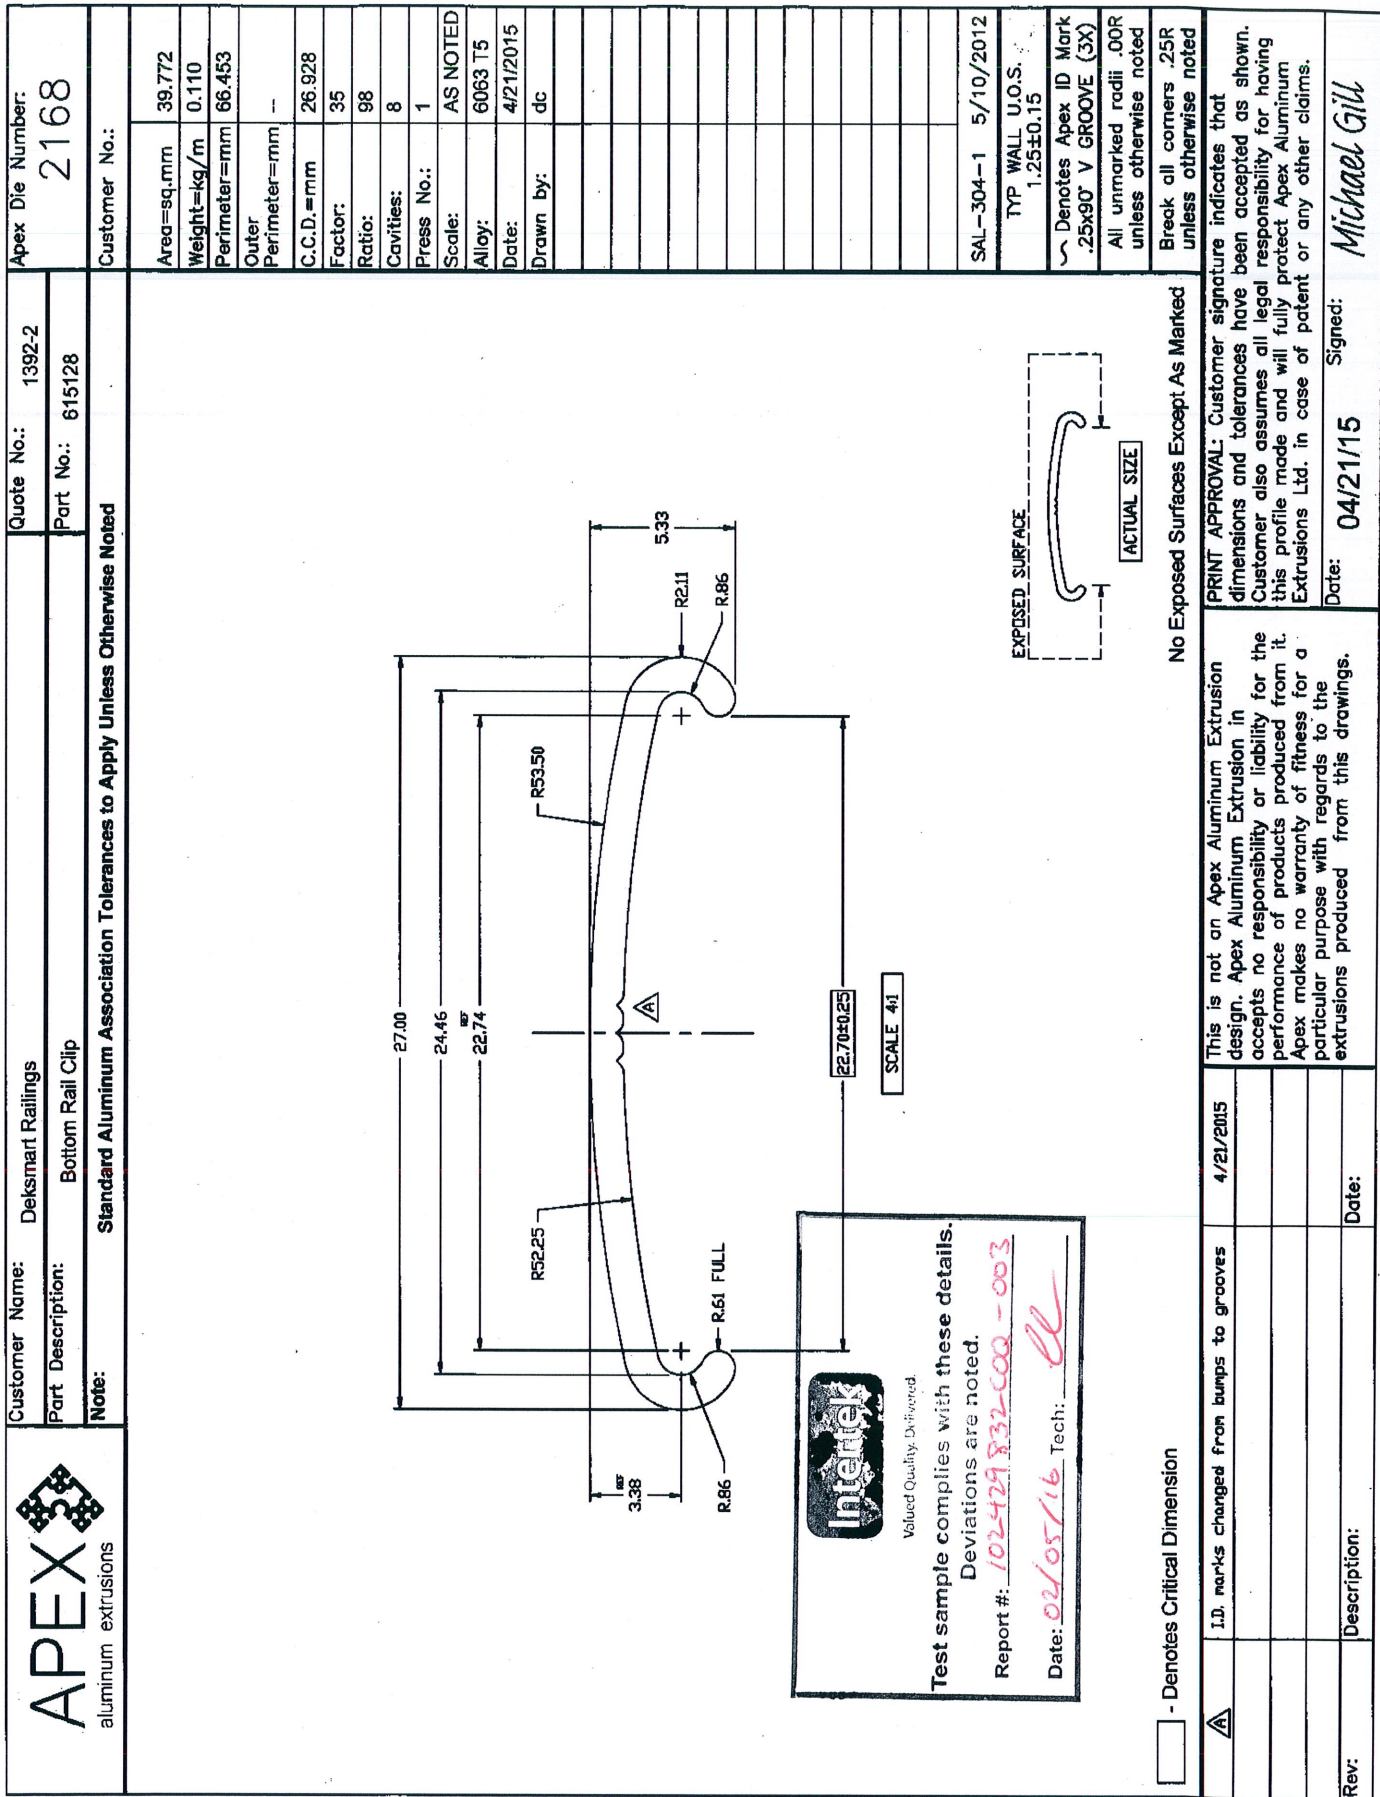 APEX
aluminum extrusions
Customer Name: Deksmart Railings
Quote No.: 1392-2
Apex Die Number:
2168
Part Description: Bottom Rail Clip
Part No.: 615128
Note: Standard Aluminum Association Tolerances to Apply Unless Otherwise Noted
Customer No.:
Area=sq.mm 39.772
Weight=kg/m 0.110
Perimeter=mm 66.453
Outer
Perimeter=mm --
C.C.D.=mm 26.928
Factor: 35
Ratio: 98
Cavities: 8
Press No.: 1
Scale: AS NOTED
Alloy: 6063 T5
Date: 4/21/2015
Drawn by: dc
SAL-304-1 5/10/2012
TYP WALL U.O.S.
1.25±0.15
Denotes Apex ID Mark
.25x90° V GROOVE (3X)
All unmarked radii .00R
unless otherwise noted
Break all corners .25R
unless otherwise noted
27.00
24.46
REF
22.74
R52.25
R53.50
5.33
REF
3.38
R2.11
R.86
R.86
R.61 FULL
A
22.70±0.25
SCALE 4:1
EXPOSED SURFACE
ACTUAL SIZE
No Exposed Surfaces Except As Marked
Intertek
Valued Quality. Delivered.
Test sample complies with these details.
Deviations are noted.
Report #: 102429832COQ-003
Date: 02/05/16 Tech:
- Denotes Critical Dimension
A I.D. marks changed from bumps to grooves 4/21/2015
Rev: Description: Date:
This is not an Apex Aluminum Extrusion
design. Apex Aluminum Extrusion in
accepts no responsibility or liability for the
performance of products produced from it.
Apex makes no warranty of fitness for a
particular purpose with regards to the
extrusions produced from this drawings.
PRINT APPROVAL: Customer signature indicates that
dimensions and tolerances have been accepted as shown.
Customer also assumes all legal responsibility for having
this profile made and will fully protect Apex Aluminum
Extrusions Ltd. in case of patent or any other claims.
Date: 04/21/15 Signed: Michael Gill